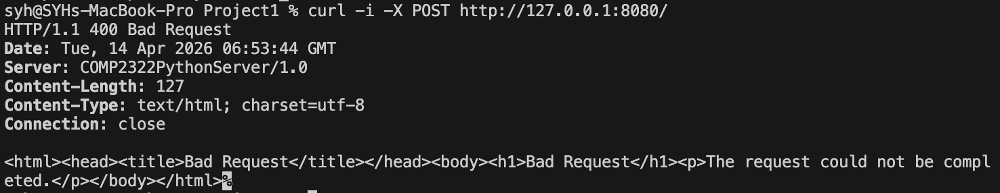 syh@SYHs-MacBook-Pro Project1 % curl -i -X POST http://127.0.0.1:8080/
HTTP/1.1 400 Bad Request
Date: Tue, 14 Apr 2026 06:53:44 GMT
Server: COMP2322PythonServer/1.0
Content-Length: 127
Content-Type: text/html; charset=utf-8
Connection: close

<html><head><title>Bad Request</title></head><body><h1>Bad Request</h1><p>The request could not be compl
eted.</p></body></html>%